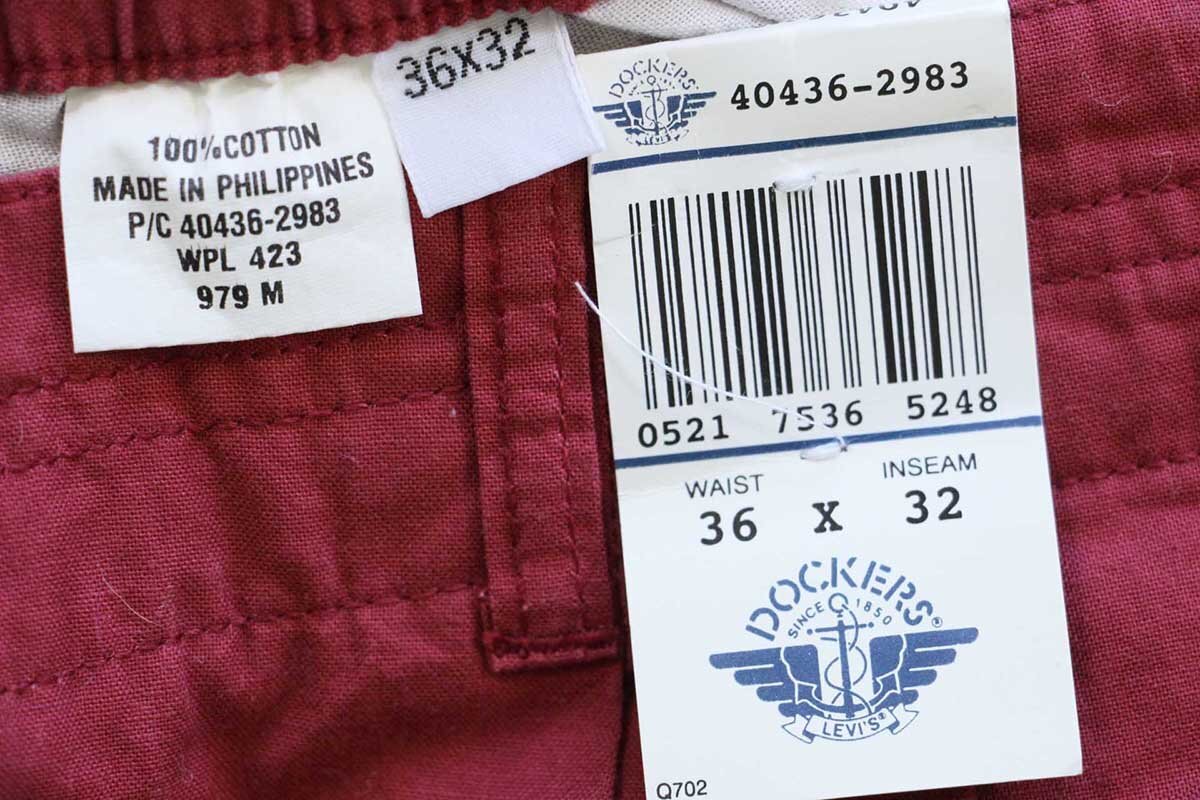 100% COTTON
MADE IN PHILIPPINES
P/C 40436-2983
WPL 423
979 M
36X32
DOCKERS
40436-2983
0521 7536 5248
WAIST INSEAM
36 X 32
DOCKERS®
SINCE 1850
LEVI'S®
Q702